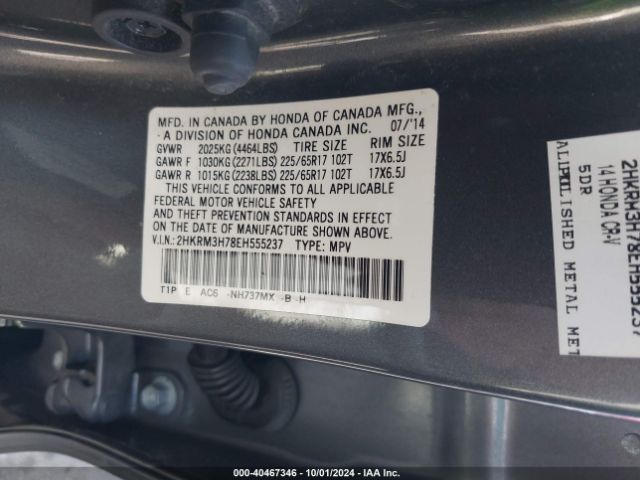 MFD. IN CANADA BY HONDA OF CANADA MFG.,
A DIVISION OF HONDA CANADA INC. 07/'14
GVWR 2025KG (4464LBS) TIRE SIZE RIM SIZE
GAWR F 1030KG (2271LBS) 225/65R17 102T 17X6.5J
GAWR R 1015KG (2238LBS) 225/65R17 102T 17X6.5J
THIS VEHICLE CONFORMS TO ALL APPLICABLE
FEDERAL MOTOR VEHICLE SAFETY
AND THEFT PREVENTION STANDARDS IN EFFECT
ON THE DATE OF MANUFACTURE SHOWN ABOVE.
V.I.N.: 2HKRM3H78EH555237 TYPE: MPV
T1P E AC6 -NH737MX -B -H
2HKRM3H78EH555237
14 HONDA CR-V
5DR
POLISHED METAL MET
000-40467346 - 10/01/2024 - IAA Inc.